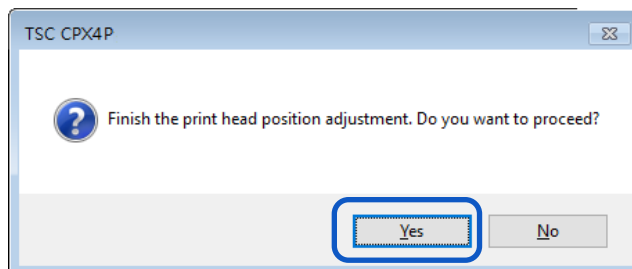 TSC CPX4P
Finish the print head position adjustment. Do you want to proceed?
Yes
No